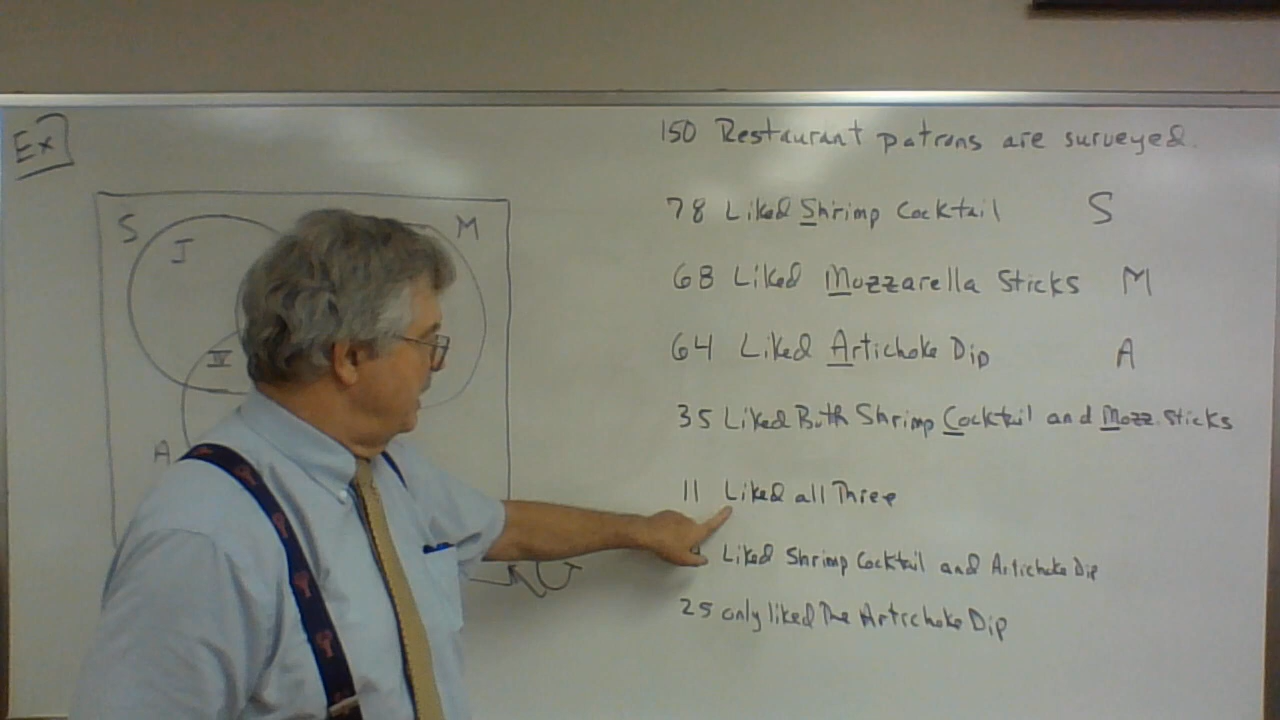 Ex
150 Restaurant patrons are surveyed.
S
I
M
78 Liked Shrimp Cocktail S
68 Liked Mozzarella Sticks M
64 Liked Artichoke Dip A
IV
A
35 Liked Both Shrimp Cocktail and Mozz. Sticks
11 Liked all Three
Liked Shrimp Cocktail and Artichoke Dip
25 only liked The Artichoke Dip